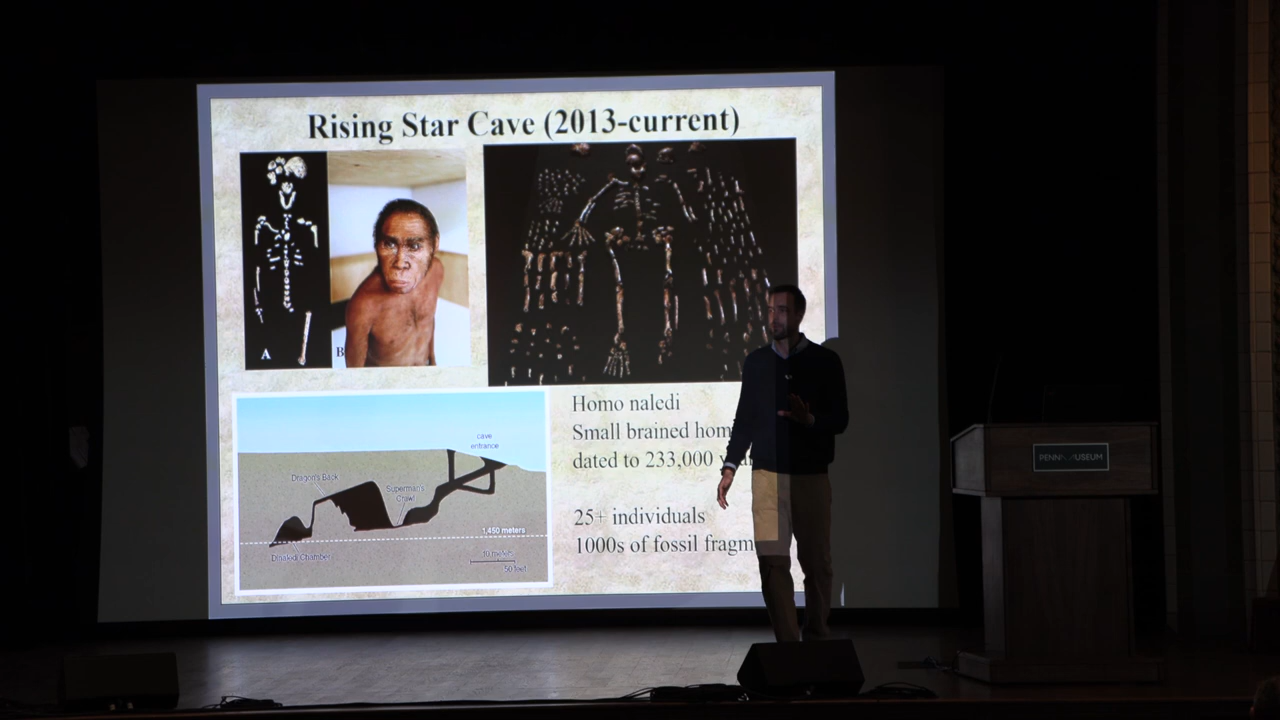 Rising Star Cave (2013-current)
A
B
cave
entrance
Dragon's Back
Superman's
Crawl
1,450 meters
Dinaledi Chamber
10 meters
50 feet
Homo naledi
Small brained hom
dated to 233,000
25+ individuals
1000s of fossil fragm
PENN MUSEUM